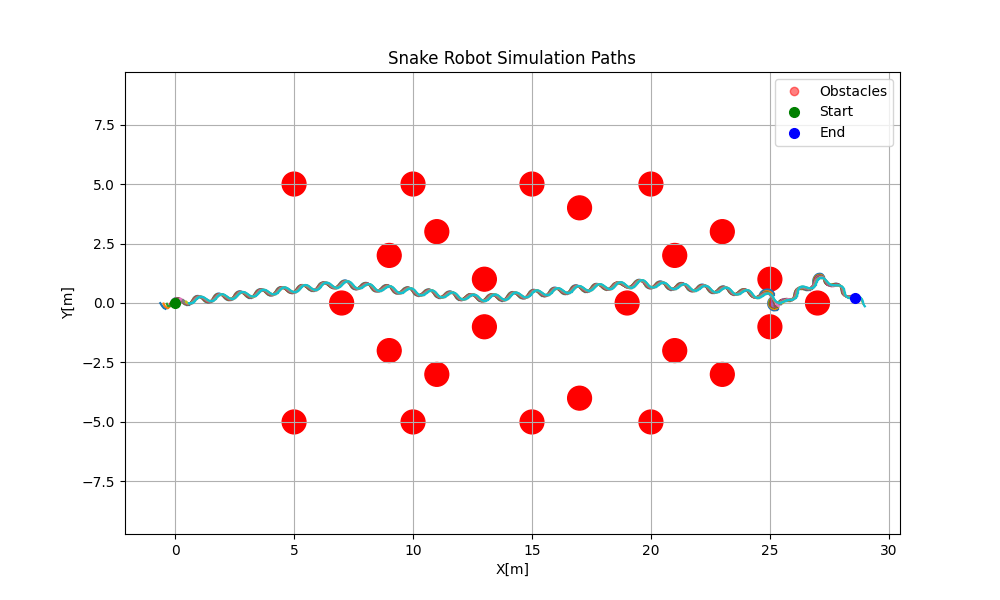 Snake Robot Simulation Paths
Obstacles
Start
End
7.5
5.0
2.5
0.0
−2.5
−5.0
−7.5
Y[m]
0 5 10 15 20 25 30
X[m]